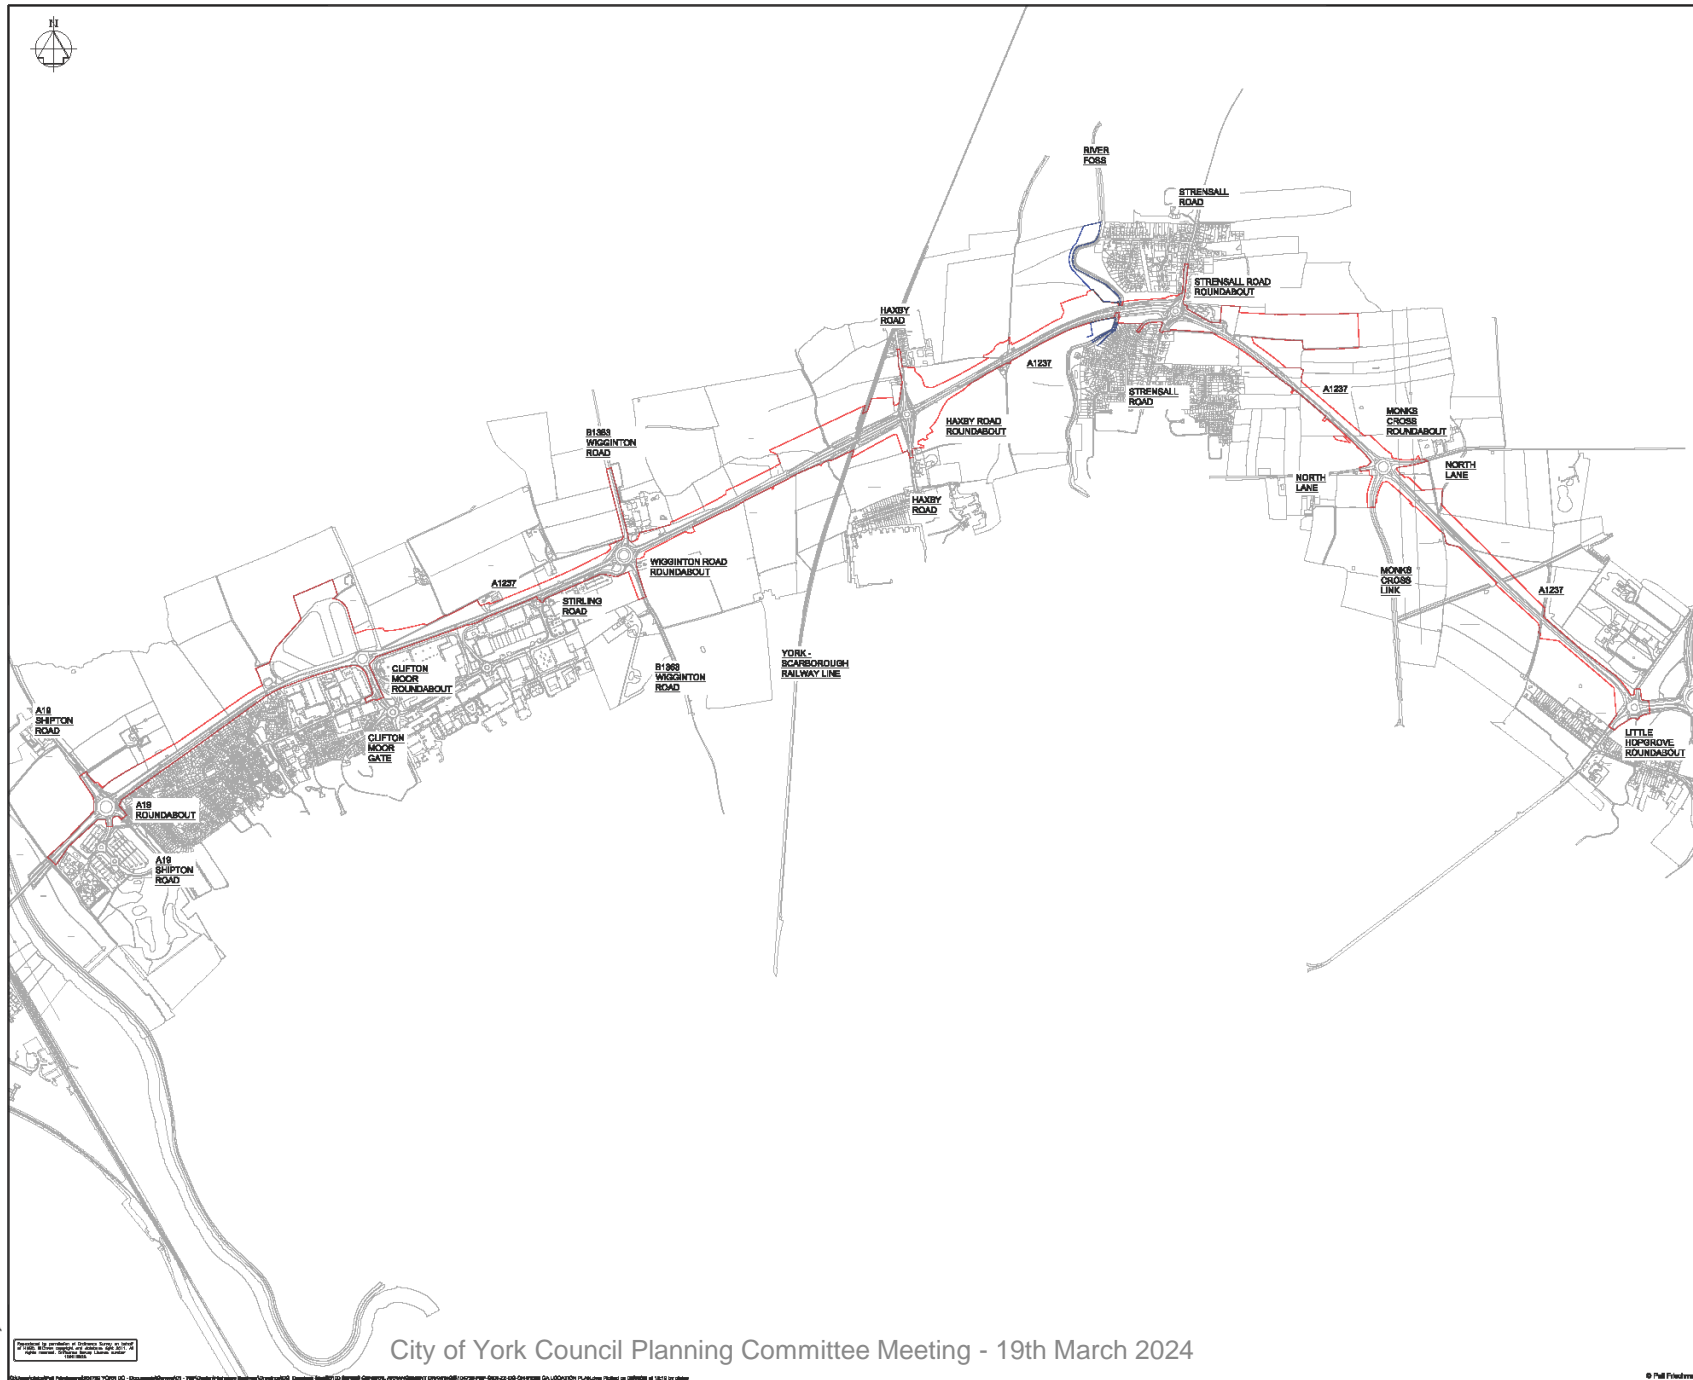 N
RIVER
FOSS
STRENSALL
ROAD
STRENSALL ROAD
ROUNDABOUT
HAXBY
ROAD
A1237
STRENSALL
ROAD
A1237
MONKS
CROSS
ROUNDABOUT
HAXBY ROAD
ROUNDABOUT
B1363
WIGGINTON
ROAD
NORTH
LANE
NORTH
LANE
HAXBY
ROAD
WIGGINTON ROAD
ROUNDABOUT
A1237
STIRLING
ROAD
MONKS
CROSS
LINK
A1237
YORK -
SCARBOROUGH
RAILWAY LINE
B1363
WIGGINTON
ROAD
CLIFTON
MOOR
ROUNDABOUT
A19
SHIPTON
ROAD
CLIFTON
MOOR
GATE
LITTLE
HOPGROVE
ROUNDABOUT
A19
ROUNDABOUT
A19
SHIPTON
ROAD
City of York Council Planning Committee Meeting - 19th March 2024